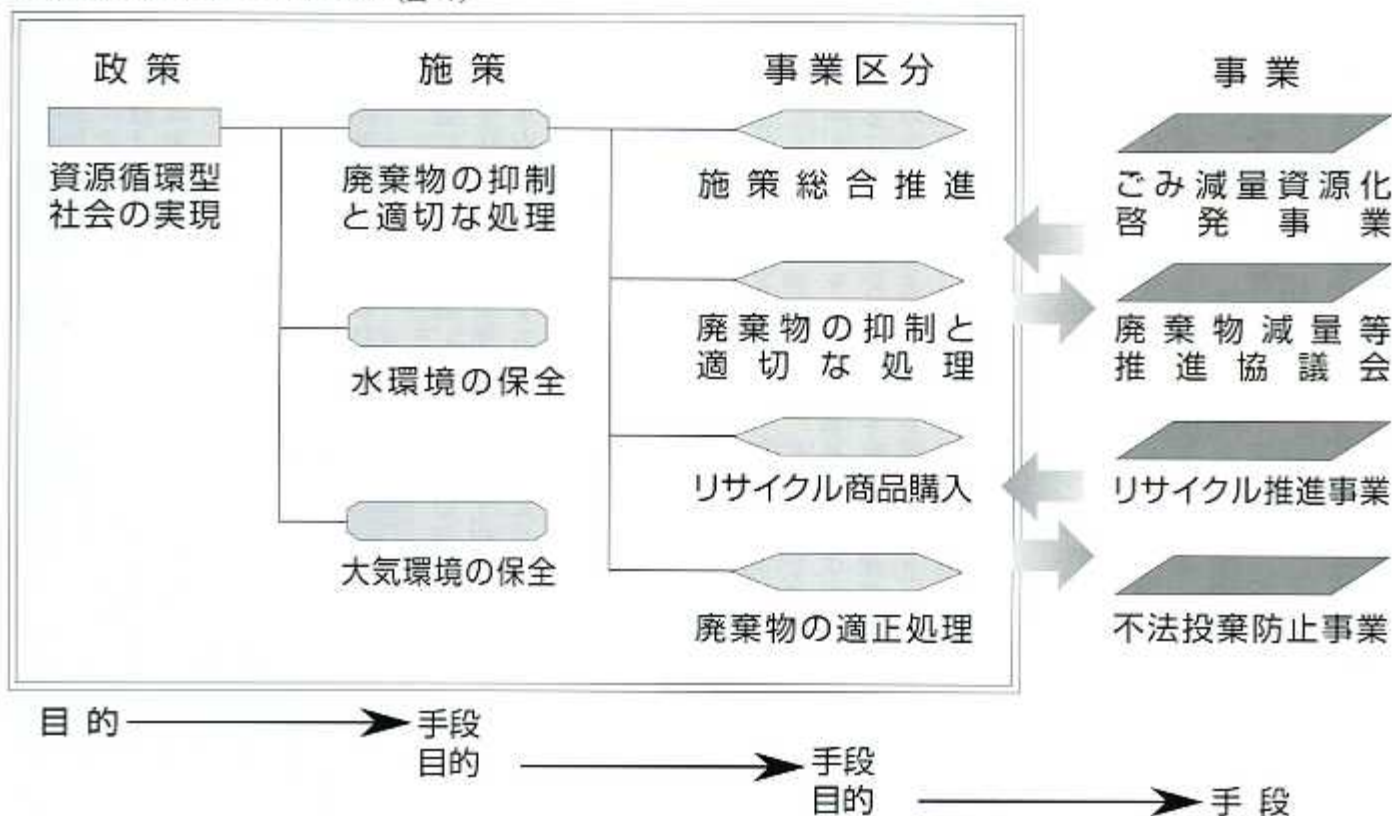 政策
施策
事業区分
事業
資源循環型
社会の実現
廃棄物の抑制
と適切な処理
水環境の保全
大気環境の保全
施策総合推進
廃棄物の抑制と
適切な処理
リサイクル商品購入
廃棄物の適正処理
ごみ減量資源化
啓発事業
廃棄物減量等
推進協議会
リサイクル推進事業
不法投棄防止事業
目的
手段
目的
手段
目的
手段